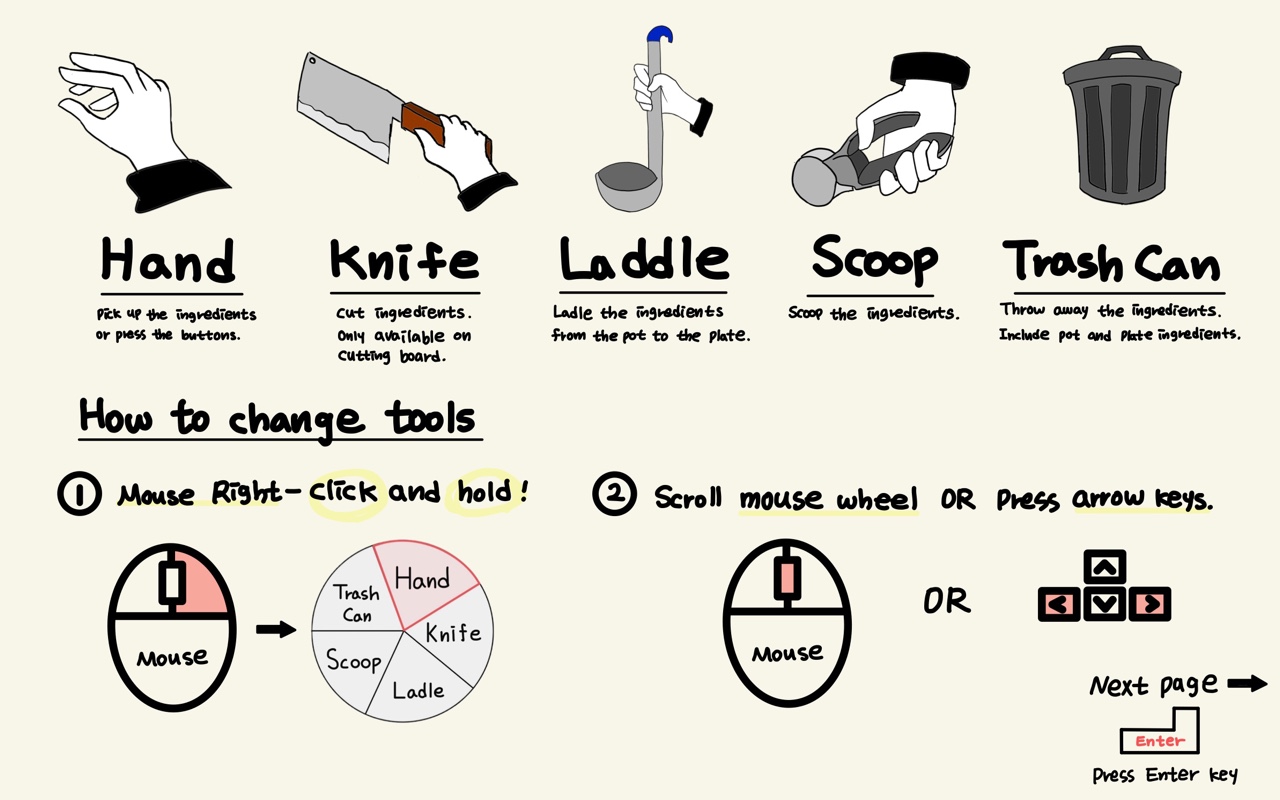 Hand
Pick up the ingredients
or press the buttons.
Knife
Cut ingredients.
Only available on
Cutting board.
Laddle
Ladle the ingredients
from the pot to the plate.
Scoop
Scoop the ingredients.
Trash Can
Throw away the ingredients.
Include pot and Plate ingredients.
How to change tools
1 Mouse Right-click and hold!
Mouse
Hand
Knife
Ladle
Scoop
Trash
Can
2 Scroll mouse wheel OR Press arrow keys.
Mouse
OR
Next page
Enter
Press Enter key